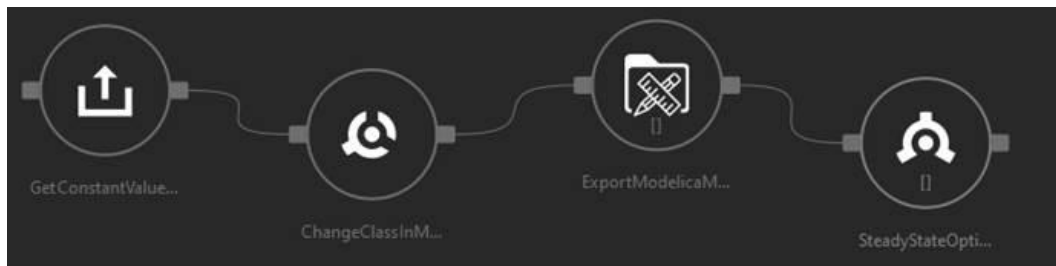 GetConstantValue...
ChangeClassInM...
[]
ExportModelicaM...
[]
SteadyStateOpti...